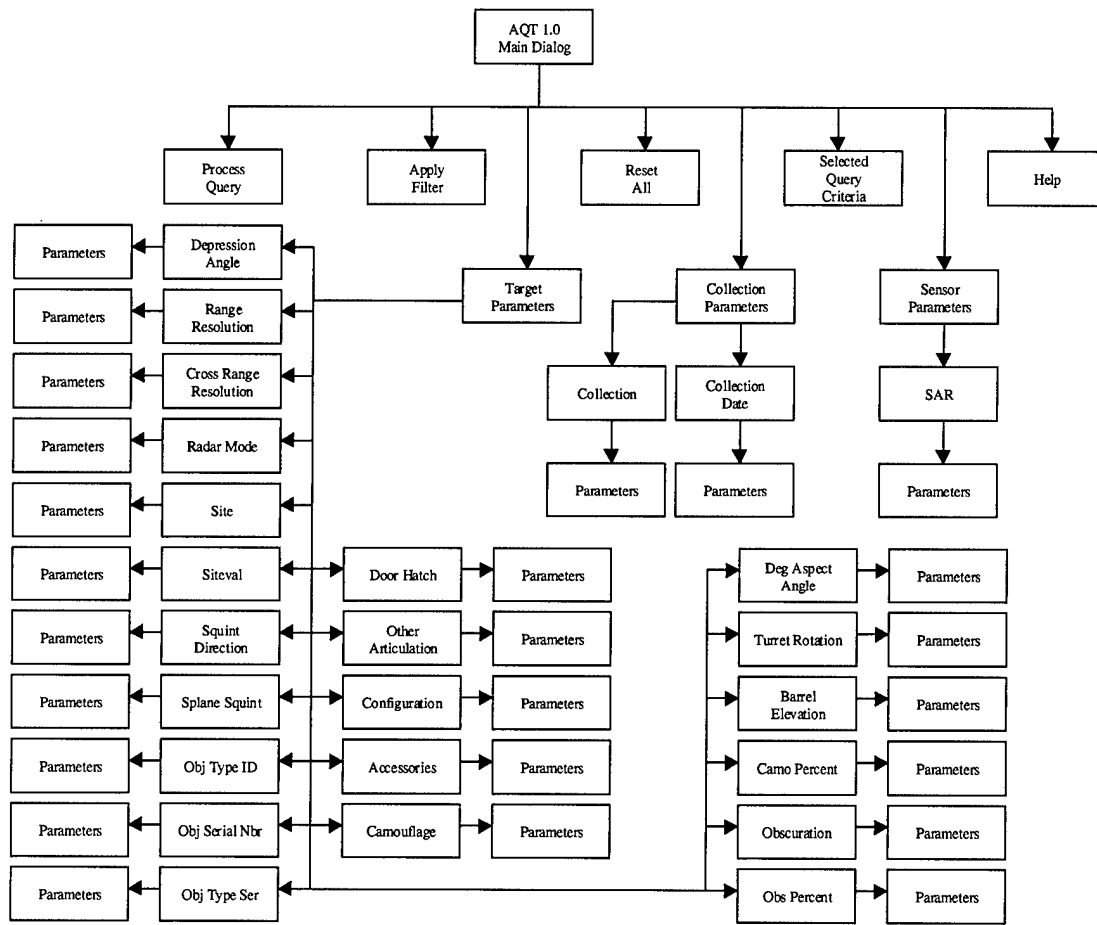 AQT 1.0
Main Dialog
Process
Query
Apply
Filter
Reset
All
Selected
Query
Criteria
Help
Parameters
Depression
Angle
Target
Parameters
Collection
Parameters
Sensor
Parameters
Parameters
Range
Resolution
Parameters
Cross Range
Resolution
Collection
Collection
Date
SAR
Parameters
Radar Mode
Parameters
Parameters
Parameters
Parameters
Site
Parameters
Siteval
Door Hatch
Parameters
Deg Aspect
Angle
Parameters
Parameters
Squint
Direction
Other
Articulation
Parameters
Turret Rotation
Parameters
Parameters
Splane Squint
Configuration
Parameters
Barrel
Elevation
Parameters
Parameters
Obj Type ID
Accessories
Parameters
Camo Percent
Parameters
Parameters
Obj Serial Nbr
Camouflage
Parameters
Obscuration
Parameters
Parameters
Obj Type Ser
Obs Percent
Parameters